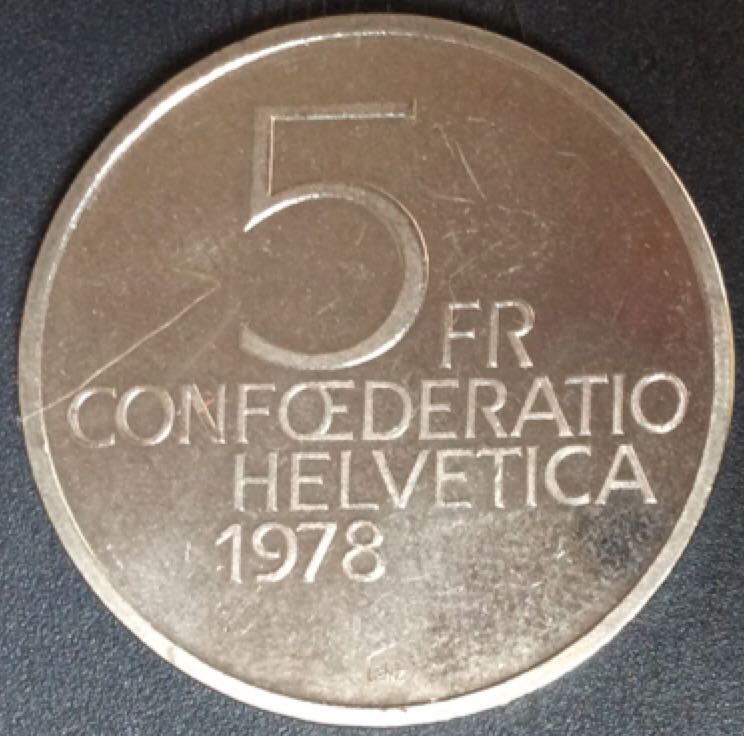 5 FR
CONFŒDERATIO
HELVETICA
1978